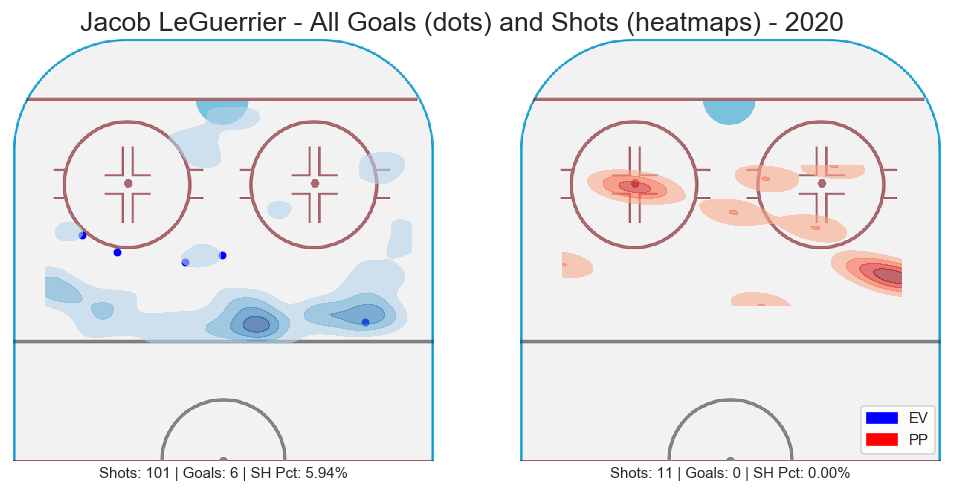 Jacob LeGuerrier - All Goals (dots) and Shots (heatmaps) - 2020
EV
PP
Shots: 101 | Goals: 6 | SH Pct: 5.94%
Shots: 11 | Goals: 0 | SH Pct: 0.00%